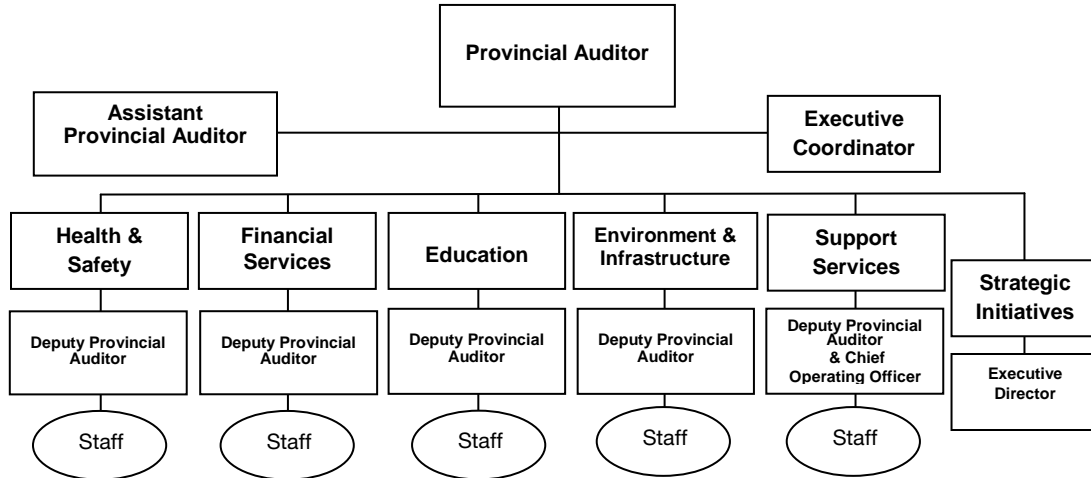 Provincial Auditor
Assistant
Provincial Auditor
Executive
Coordinator
Health &
Safety
Financial
Services
Education
Environment &
Infrastructure
Support
Services
Strategic
Initiatives
Deputy Provincial
Auditor
Deputy Provincial
Auditor
Deputy Provincial
Auditor
Deputy Provincial
Auditor
Deputy Provincial
Auditor
& Chief
Operating Officer
Executive
Director
Staff
Staff
Staff
Staff
Staff